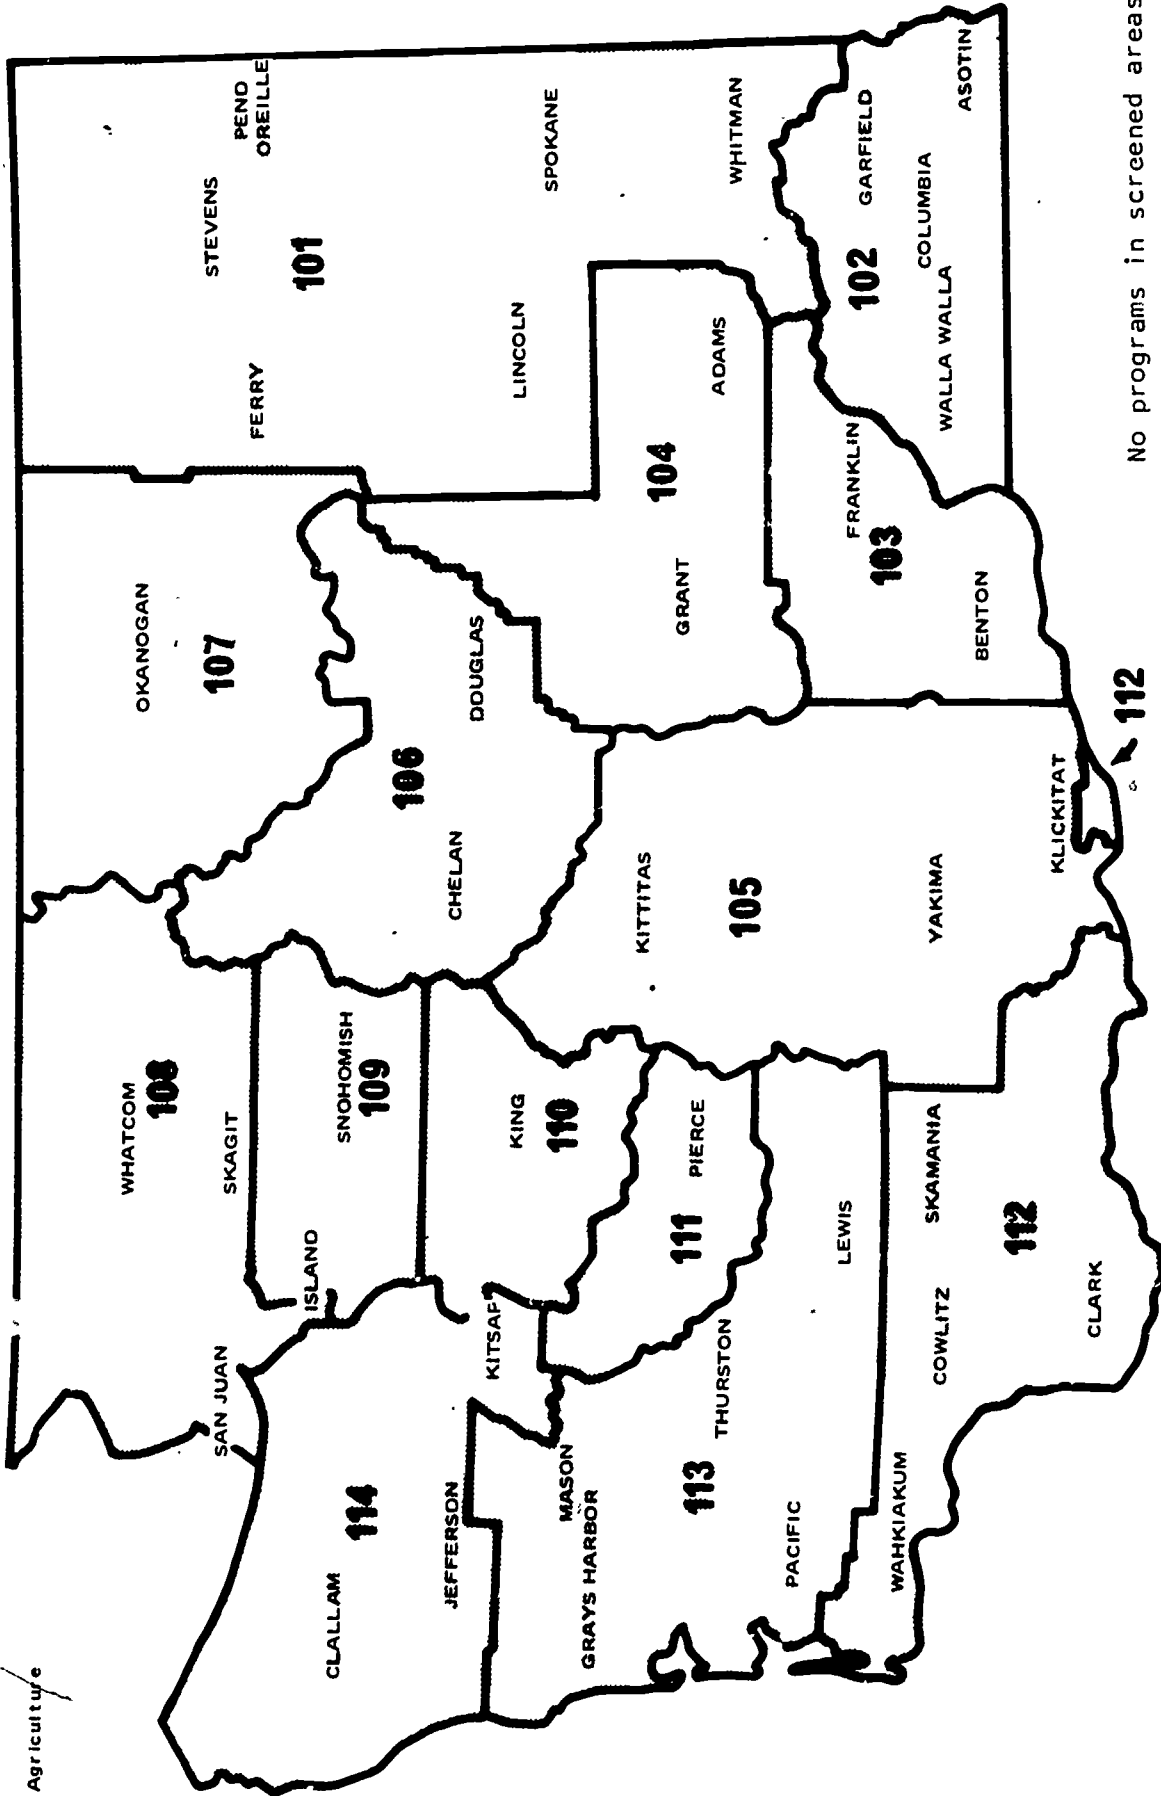 Agriculture
WHATCOM
108
SKAGIT
SAN JUAN
ISLAND
SNOHOMISH
109
OKANOGAN
107
FERRY
STEVENS
PEND
OREILLE
101
CLALLAM
114
JEFFERSON
KITSAP
KING
110
CHELAN
106
DOUGLAS
LINCOLN
SPOKANE
GRAYS HARBOR
MASON
113
THURSTON
PIERCE
111
KITTITAS
105
GRANT
104
ADAMS
WHITMAN
PACIFIC
LEWIS
YAKIMA
FRANKLIN
103
BENTON
GARFIELD
102
COLUMBIA
WALLA WALLA
ASOTIN
WAHKIAKUM
COWLITZ
SKAMANIA
112
CLARK
KLICKITAT
112
No programs in screened areas